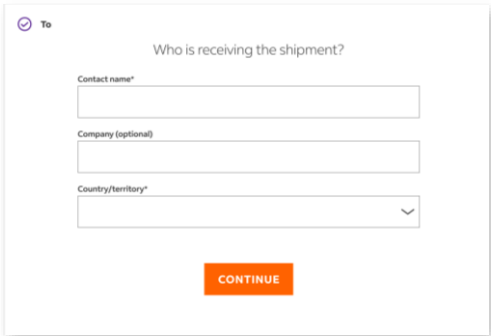 To
Who is receiving the shipment?
Contact name*
Company (optional)
Country/territory*
CONTINUE